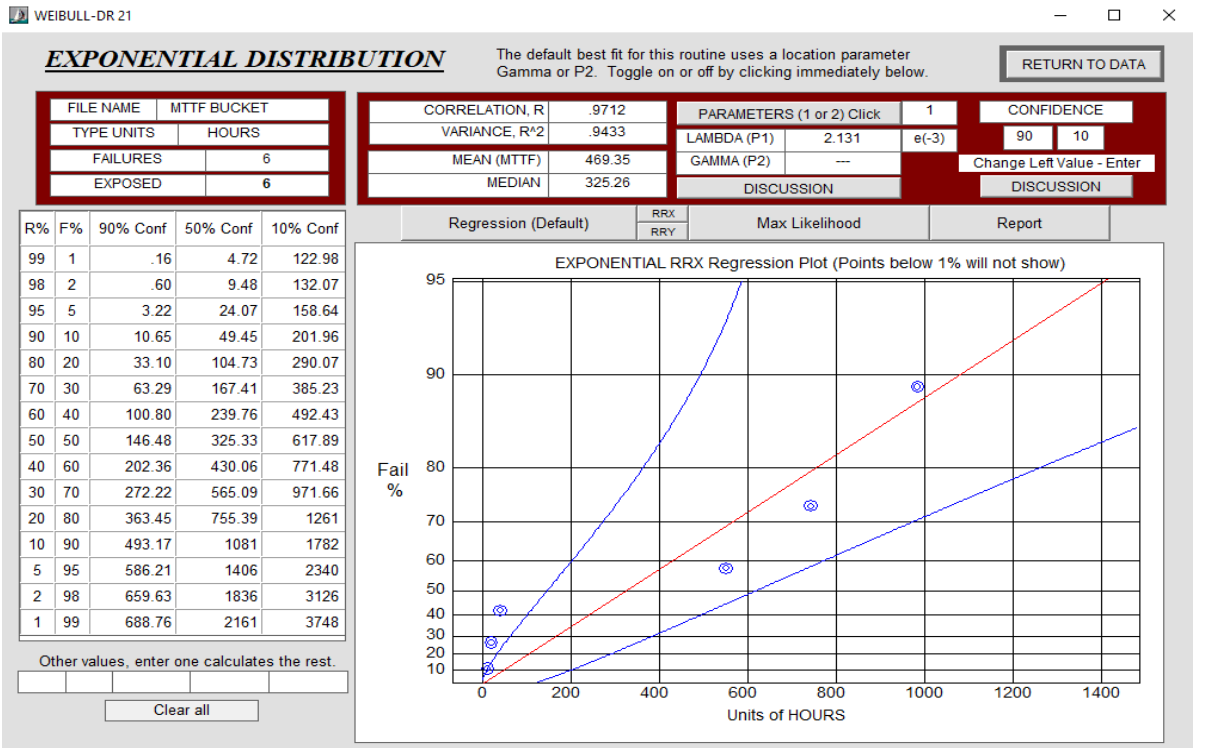 WEIBULL-DR 21
EXPONENTIAL DISTRIBUTION
The default best fit for this routine uses a location parameter
Gamma or P2. Toggle on or off by clicking immediately below.
RETURN TO DATA
FILE NAME MTTF BUCKET
TYPE UNITS HOURS
FAILURES 6
EXPOSED 6
CORRELATION, R .9712
VARIANCE, R^2 .9433
MEAN (MTTF) 469.35
MEDIAN 325.26
PARAMETERS (1 or 2) Click 1
LAMBDA (P1) 2.131 e(-3)
GAMMA (P2) ---
DISCUSSION
CONFIDENCE
90 10
Change Left Value - Enter
DISCUSSION
Regression (Default) RRX RRY Max Likelihood Report
R% F% 90% Conf 50% Conf 10% Conf
99 1 .16 4.72 122.98
98 2 .60 9.48 132.07
95 5 3.22 24.07 158.64
90 10 10.65 49.45 201.96
80 20 33.10 104.73 290.07
70 30 63.29 167.41 385.23
60 40 100.80 239.76 492.43
50 50 146.48 325.33 617.89
40 60 202.36 430.06 771.48
30 70 272.22 565.09 971.66
20 80 363.45 755.39 1261
10 90 493.17 1081 1782
5 95 586.21 1406 2340
2 98 659.63 1836 3126
1 99 688.76 2161 3748
Other values, enter one calculates the rest.
Clear all
EXPONENTIAL RRX Regression Plot (Points below 1% will not show)
95
90
80
70
60
50
40
30
20
10
Fail
%
0 200 400 600 800 1000 1200 1400
Units of HOURS